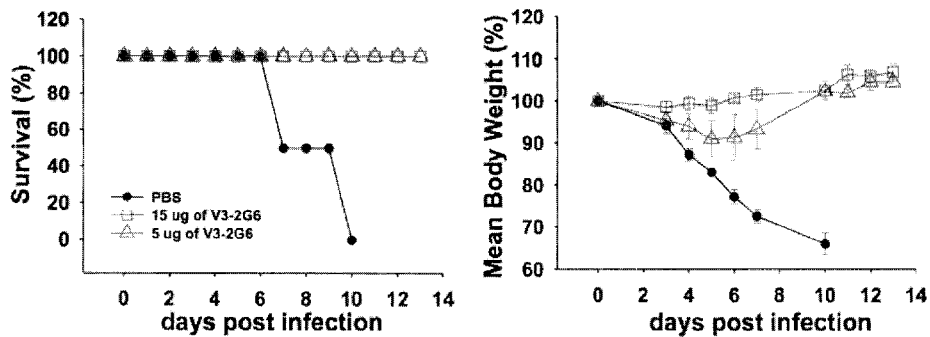 Survival (%)
120
100
80
60
40
20
0
PBS
15 ug of V3-2G6
5 ug of V3-2G6
0 2 4 6 8 10 12 14
days post infection
Mean Body Weight (%)
120
110
100
90
80
70
60
0 2 4 6 8 10 12 14
days post infection